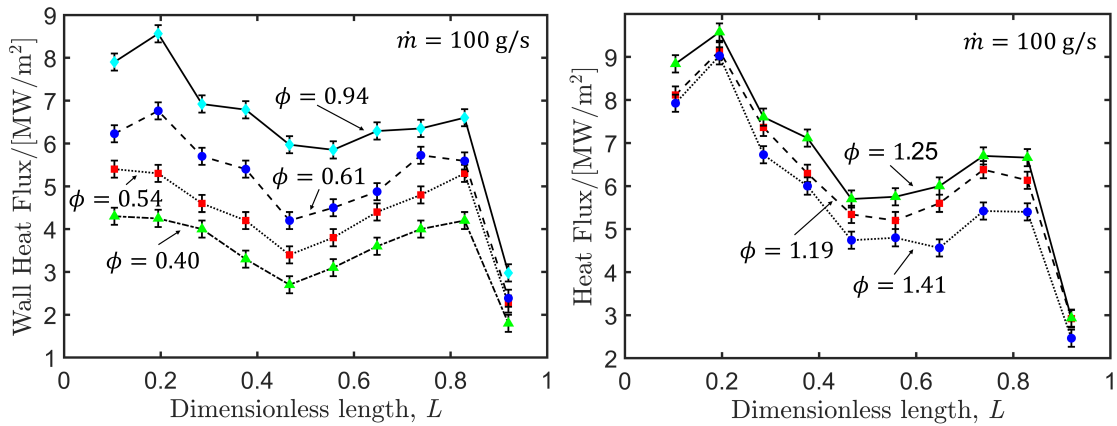 Wall Heat Flux/[MW/m²]
9
8
7
6
5
4
3
2
1
ṁ = 100 g/s
ϕ = 0.94
ϕ = 0.61
ϕ = 0.54
ϕ = 0.40
0 0.2 0.4 0.6 0.8 1
Dimensionless length, L
Heat Flux/[MW/m²]
9
8
7
6
5
4
3
2
ṁ = 100 g/s
ϕ = 1.25
ϕ = 1.19
ϕ = 1.41
0 0.2 0.4 0.6 0.8 1
Dimensionless length, L